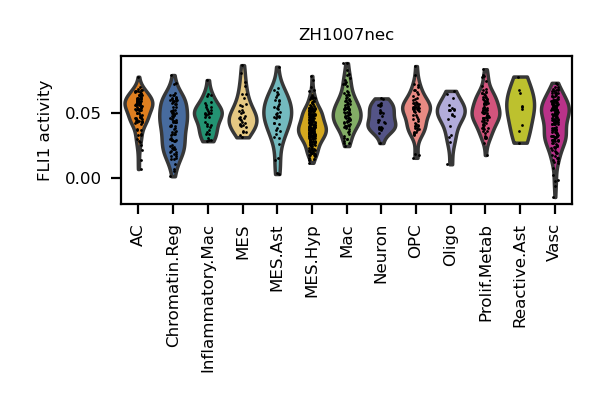 ZH1007nec
FLI1 activity
0.05
0.00
AC
Chromatin.Reg
Inflammatory.Mac
MES
MES.Ast
MES.Hyp
Mac
Neuron
OPC
Oligo
Prolif.Metab
Reactive.Ast
Vasc